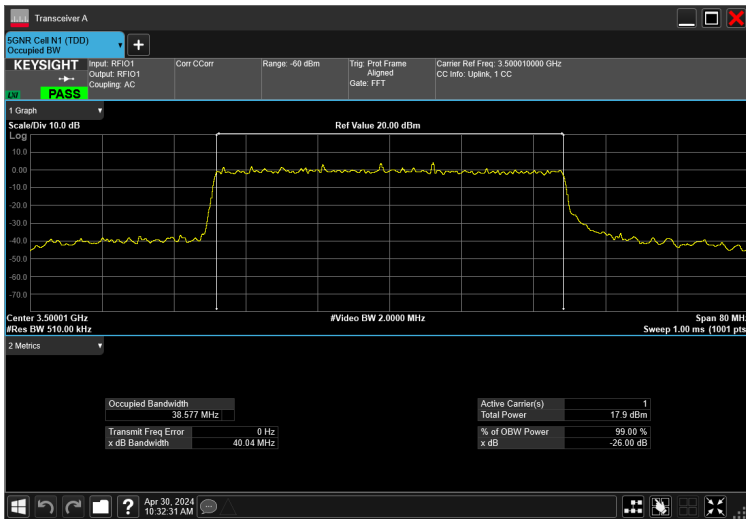 Transceiver A
5GNR Cell N1 (TDD)
Occupied BW
KEYSIGHT
LXI
PASS
Input: RFIO1
Output: RFIO1
Coupling: AC
Corr CCorr
Range: -60 dBm
Trig: Prot Frame
Aligned
Gate: FFT
Carrier Ref Freq: 3.500010000 GHz
CC Info: Uplink, 1 CC
1 Graph
Scale/Div 10.0 dB
Ref Value 20.00 dBm
Log
10.0
0.00
-10.0
-20.0
-30.0
-40.0
-50.0
-60.0
-70.0
Center 3.50001 GHz
#Video BW 2.0000 MHz
Span 80 MH
#Res BW 510.00 kHz
Sweep 1.00 ms (1001 pts
2 Metrics
Occupied Bandwidth
38.577 MHz
Transmit Freq Error 0 Hz
x dB Bandwidth 40.04 MHz
Active Carrier(s) 1
Total Power 17.9 dBm
% of OBW Power 99.00 %
x dB -26.00 dB
?
Apr 30, 2024
10:32:31 AM